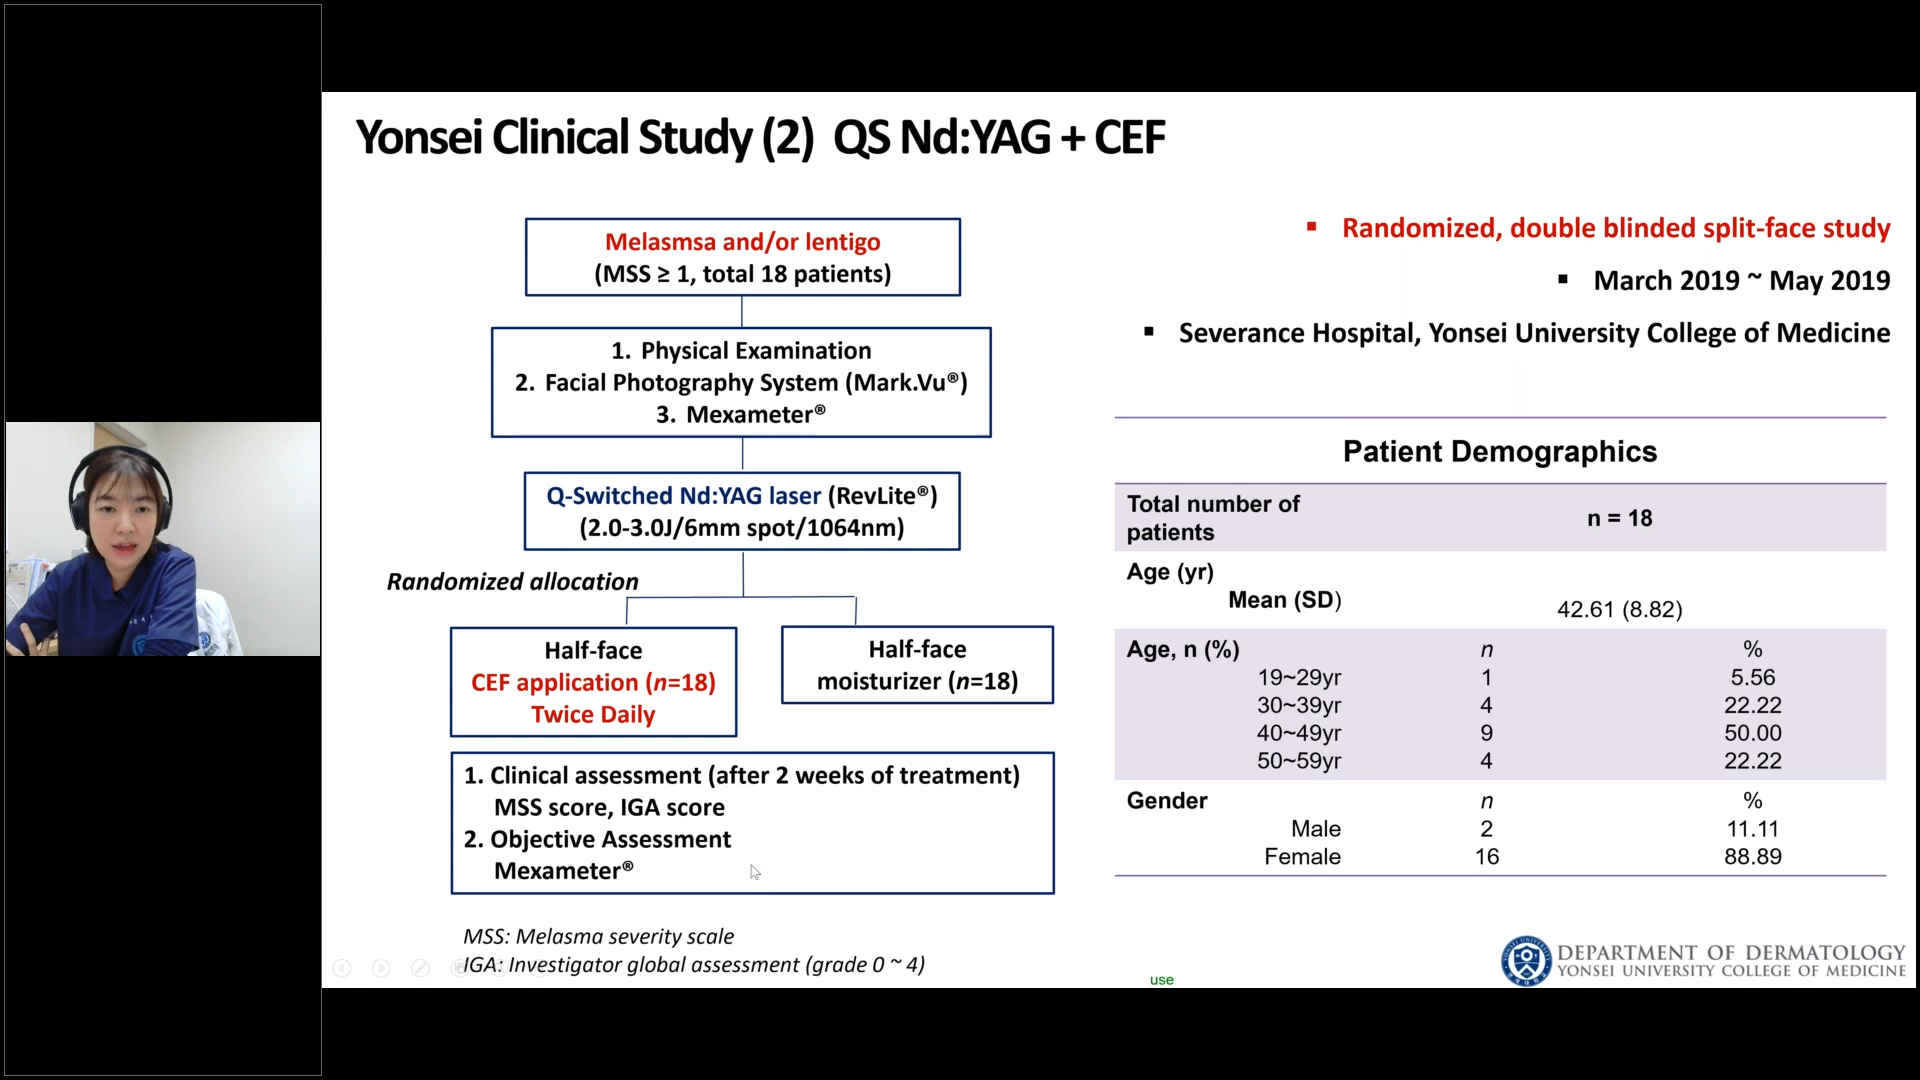 Yonsei Clinical Study (2) QS Nd:YAG + CEF
Melasmsa and/or lentigo
(MSS ≥ 1, total 18 patients)
1. Physical Examination
2. Facial Photography System (Mark.Vu®)
3. Mexameter®
Q-Switched Nd:YAG laser (RevLite®)
(2.0-3.0J/6mm spot/1064nm)
Randomized allocation
Half-face
CEF application (n=18)
Twice Daily
Half-face
moisturizer (n=18)
1. Clinical assessment (after 2 weeks of treatment)
MSS score, IGA score
2. Objective Assessment
Mexameter®
MSS: Melasma severity scale
IGA: Investigator global assessment (grade 0 ~ 4)
▪ Randomized, double blinded split-face study
▪ March 2019 ~ May 2019
▪ Severance Hospital, Yonsei University College of Medicine
Patient Demographics
Total number of
patients n = 18
Age (yr)
Mean (SD) 42.61 (8.82)
Age, n (%) n %
19~29yr 1 5.56
30~39yr 4 22.22
40~49yr 9 50.00
50~59yr 4 22.22
Gender n %
Male 2 11.11
Female 16 88.89
use
DEPARTMENT OF DERMATOLOGY
YONSEI UNIVERSITY COLLEGE OF MEDICINE